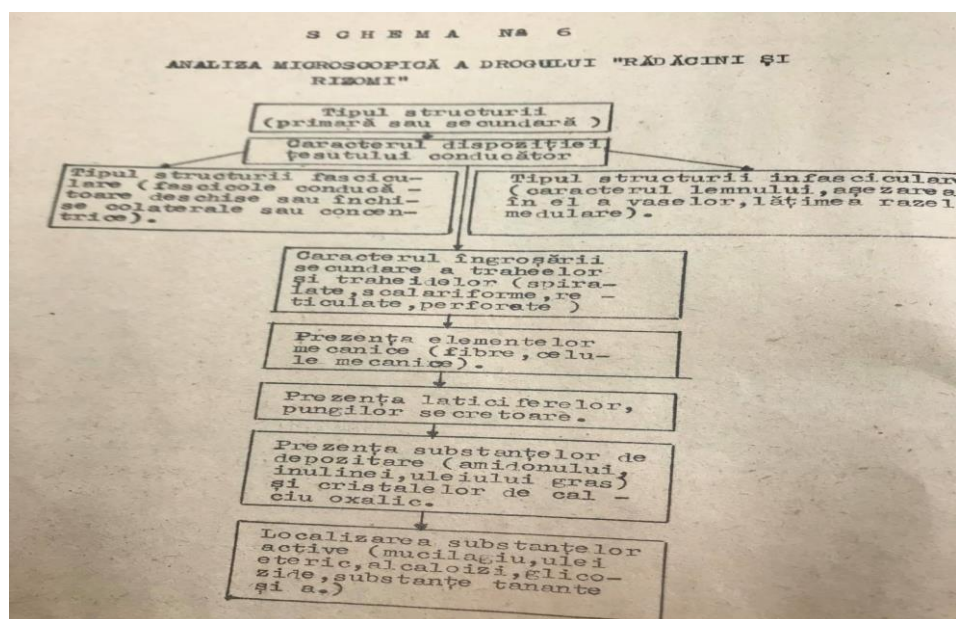 SCHEMA № 6
ANALIZA MICROSCOPICĂ A DROGULUI "RĂDĂCINI ŞI
RIZOMI"
Tipul structurii
(primară sau secundară )
Caracterul dispoziţiei
ţesutului conducător
Tipul structurii fascicu-
lare (fascicole conducă -
toare deschise sau închi-
se colaterale sau concen-
trice).
Tipul structurii infasciculare
(caracterul lemnului,aşezarea
în el a vaselor,lăţimea razel
medulare).
Caracterul îngroşării
secundare a traheelor
şi traheidelor (spira-
late,scalariforme,re -
ticulate,perforate )
Prezenţa elementelor
mecanice (fibre,celu-
le mecanice).
Prezenţa laticiferelor,
pungilor secretoare.
Prezenţa substanţelor de
depozitare (amidonului,
inulinei,uleiului gras)
şi cristalelor de cal -
ciu oxalic.
Localizarea substanţelor
active (mucilagiu,ulei
eteric,alcaloizi,glico-
zide,substanţe tanante
şi a.)